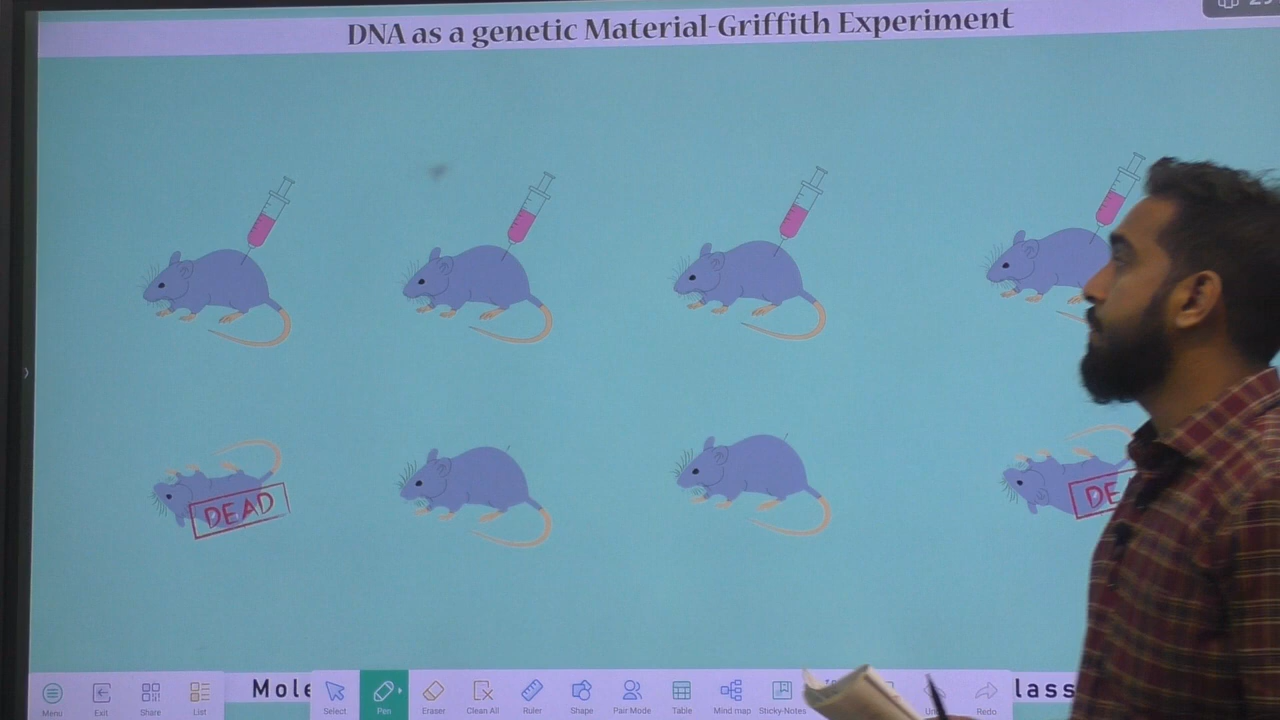 DNA as a genetic Material-Griffith Experiment
DEAD
DE
Mole
lass
Menu
Exit
Share
List
Select
Pen
Eraser
Clean All
Ruler
Shape
Pair Mode
Table
Mind map
Sticky-Notes
Redo